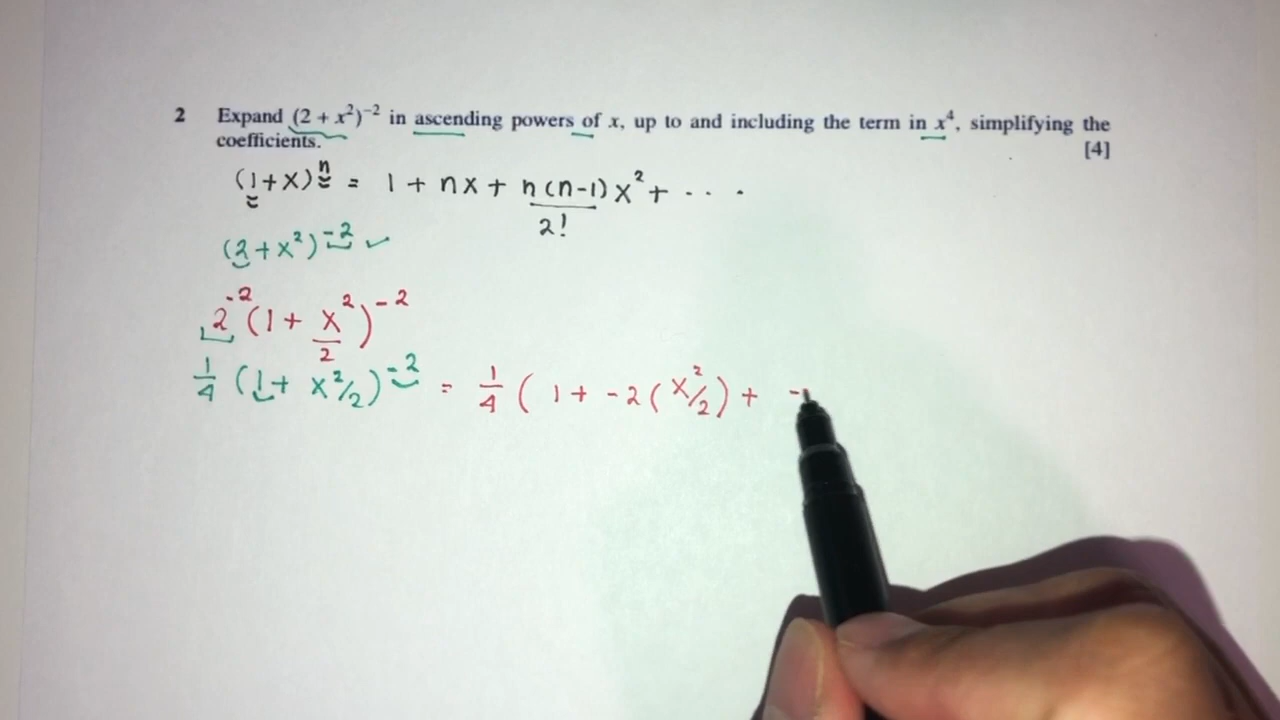 2 Expand (2 + x²)⁻² in ascending powers of x, up to and including the term in x⁴, simplifying the
coefficients. [4]
(1+x)ⁿ = 1 + nx + n(n-1)/2! x² + ...
(2+x²)⁻² ✓
2⁻²(1 + x²/2)⁻²
1/4 (1+ x²/2)⁻² = 1/4 ( 1 + -2(x²/2) + -